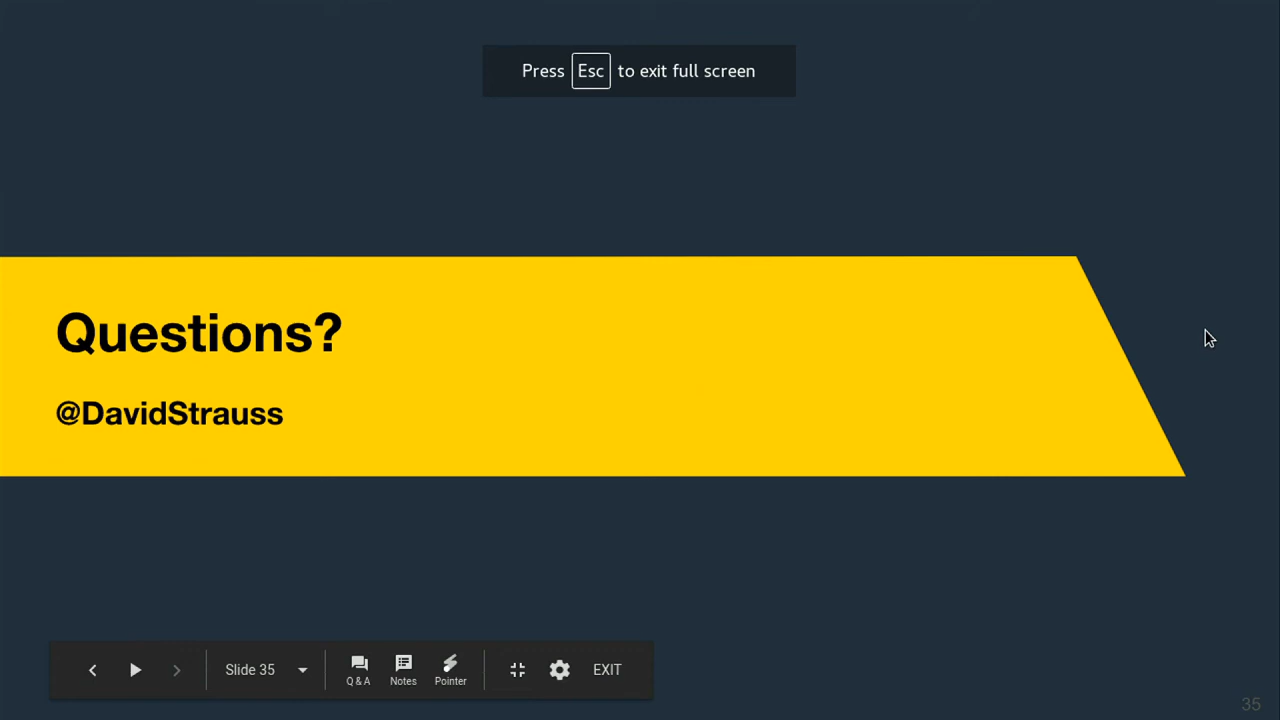 Press Esc to exit full screen
Questions?
@DavidStrauss
Slide 35
Q & A
Notes
Pointer
EXIT
35